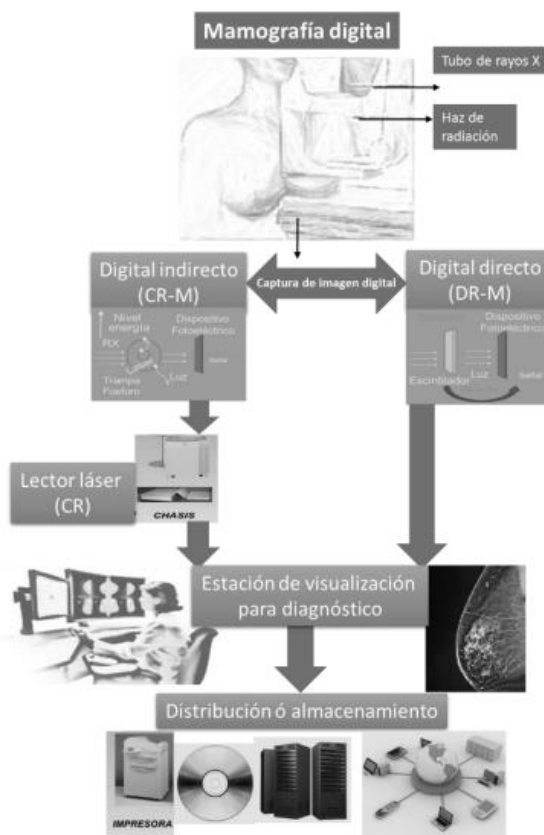 Mamografía digital
Tubo de rayos X
Haz de
radiación
Digital indirecto
(CR-M)
Captura de imagen digital
Digital directo
(DR-M)
Nivel
energía
Dispositivo
Fotoeléctrico
RX
Luz
Señal
Trampa
Fosforo
Dispositivo
Fotoeléctrico
Escintilador
Luz
Señal
Lector láser
(CR)
CHASIS
Estación de visualización
para diagnóstico
Distribución ó almacenamiento
IMPRESORA